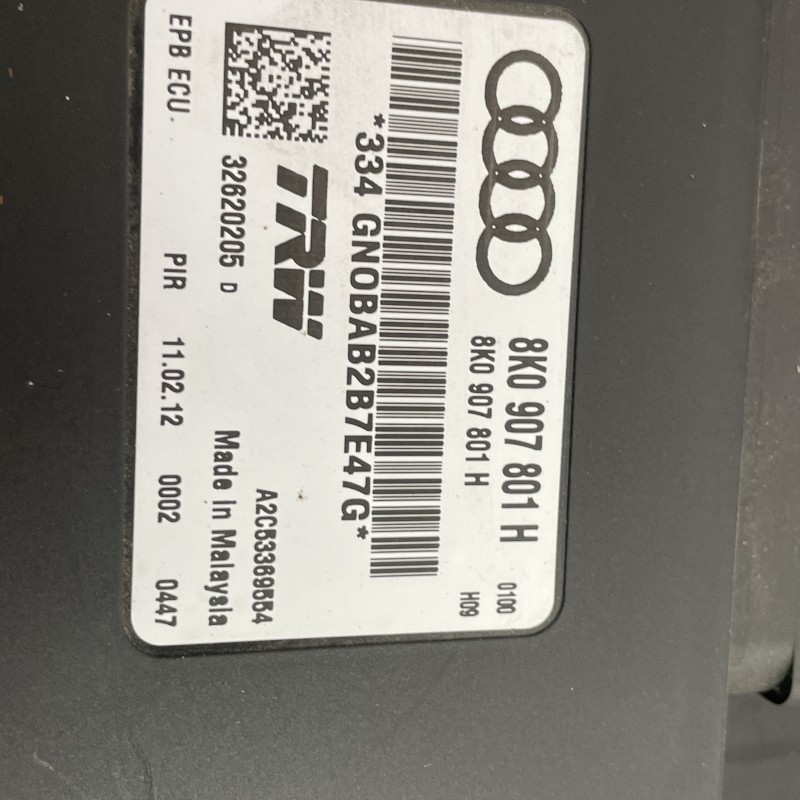 8K0 907 801 H 0100
8K0 907 801 H H09
*334 GN0BAB2B7E47G*
TRW
A2C53369554
32620205 D
Made in Malaysia
EPB ECU. PIR 11.02.12 0002 0447